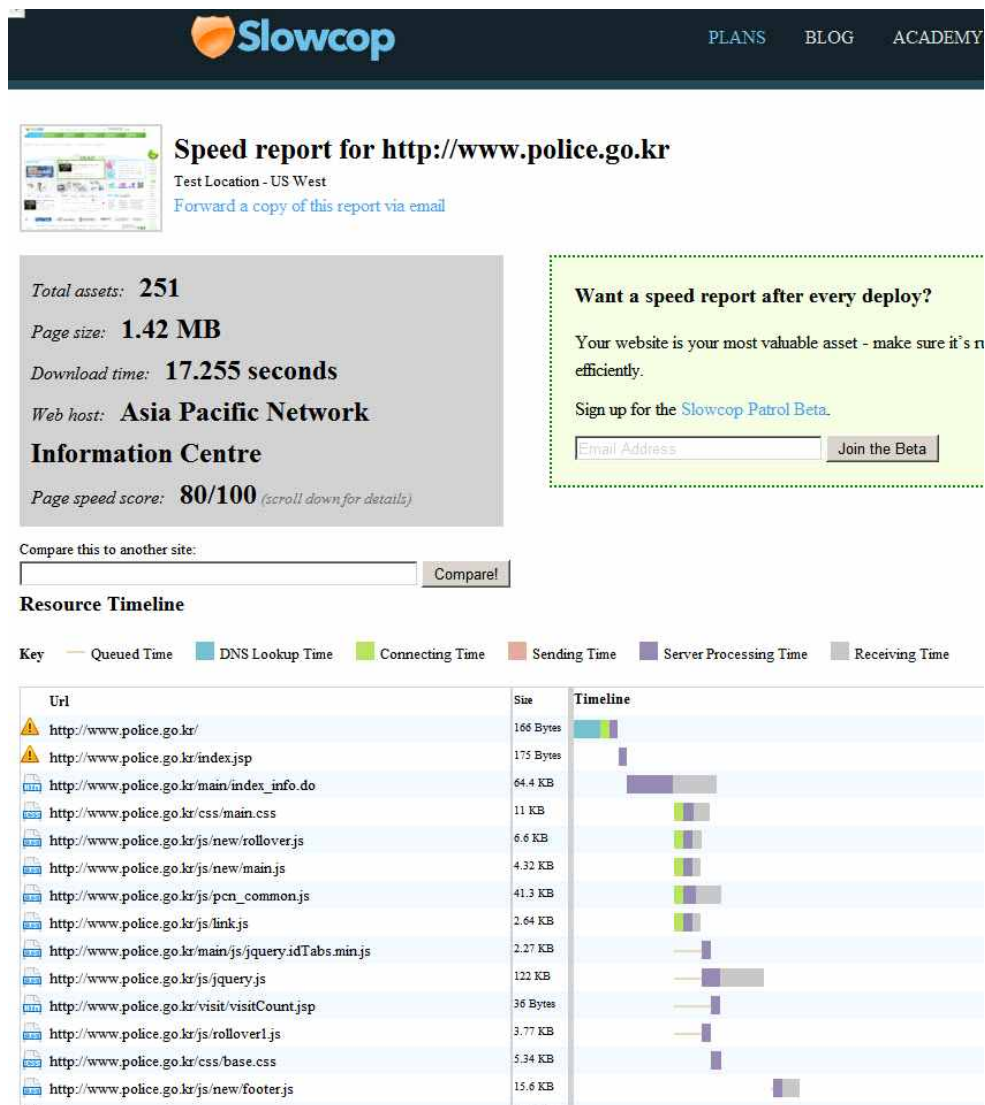 Slowcop
PLANS BLOG ACADEMY
Speed report for http://www.police.go.kr
Test Location - US West
Forward a copy of this report via email
Total assets: 251
Page size: 1.42 MB
Download time: 17.255 seconds
Web host: Asia Pacific Network
Information Centre
Page speed score: 80/100 (scroll down for details)
Want a speed report after every deploy?
Your website is your most valuable asset - make sure it's ru
efficiently.
Sign up for the Slowcop Patrol Beta.
Email Address Join the Beta
Compare this to another site:
Compare!
Resource Timeline
Key Queued Time DNS Lookup Time Connecting Time Sending Time Server Processing Time Receiving Time
Url Size Timeline
http://www.police.go.kr/ 166 Bytes
http://www.police.go.kr/index.jsp 175 Bytes
http://www.police.go.kr/main/index_info.do 64.4 KB
http://www.police.go.kr/css/main.css 11 KB
http://www.police.go.kr/js/new/rollover.js 6.6 KB
http://www.police.go.kr/js/new/main.js 4.32 KB
http://www.police.go.kr/js/pcn_common.js 41.3 KB
http://www.police.go.kr/js/link.js 2.64 KB
http://www.police.go.kr/main/js/jquery.idTabs.min.js 2.27 KB
http://www.police.go.kr/js/jquery.js 122 KB
http://www.police.go.kr/visit/visitCount.jsp 36 Bytes
http://www.police.go.kr/js/rollover1.js 3.77 KB
http://www.police.go.kr/css/base.css 5.34 KB
http://www.police.go.kr/js/new/footer.js 15.6 KB